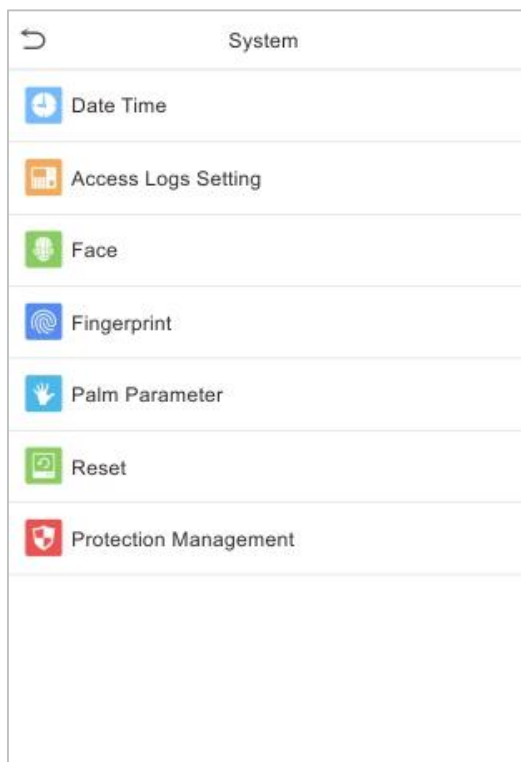 System
Date Time
Access Logs Setting
Face
Fingerprint
Palm Parameter
Reset
Protection Management